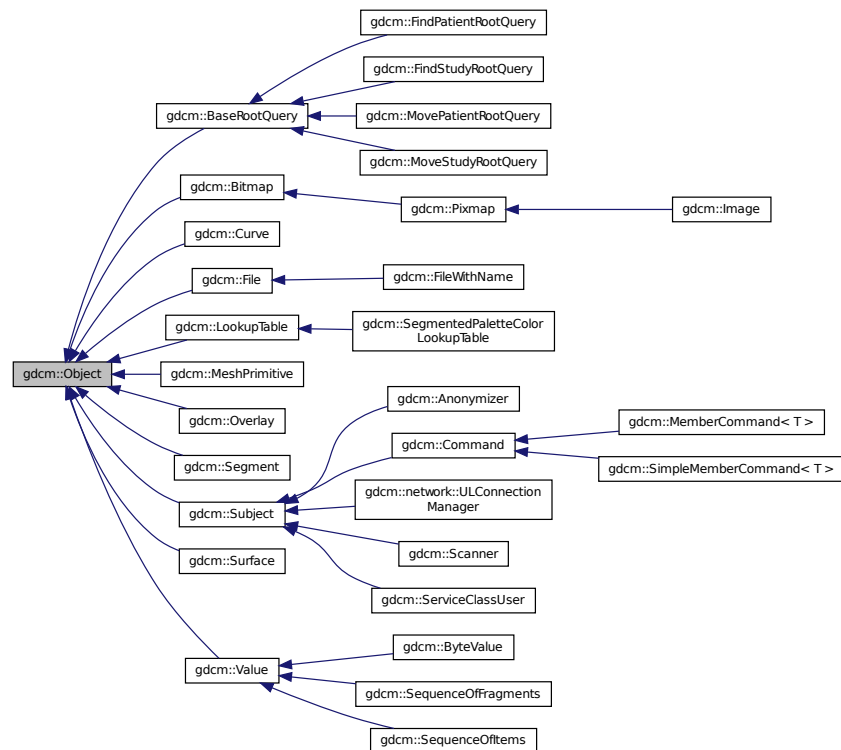 gdcm::FindPatientRootQuery
gdcm::FindStudyRootQuery
gdcm::BaseRootQuery
gdcm::MovePatientRootQuery
gdcm::MoveStudyRootQuery
gdcm::Bitmap
gdcm::Pixmap
gdcm::Image
gdcm::Curve
gdcm::File
gdcm::FileWithName
gdcm::LookupTable
gdcm::SegmentedPaletteColor
LookupTable
gdcm::Object
gdcm::MeshPrimitive
gdcm::Overlay
gdcm::Anonymizer
gdcm::Command
gdcm::MemberCommand< T >
gdcm::SimpleMemberCommand< T >
gdcm::Segment
gdcm::network::ULConnection
Manager
gdcm::Subject
gdcm::Scanner
gdcm::Surface
gdcm::ServiceClassUser
gdcm::Value
gdcm::ByteValue
gdcm::SequenceOfFragments
gdcm::SequenceOfItems